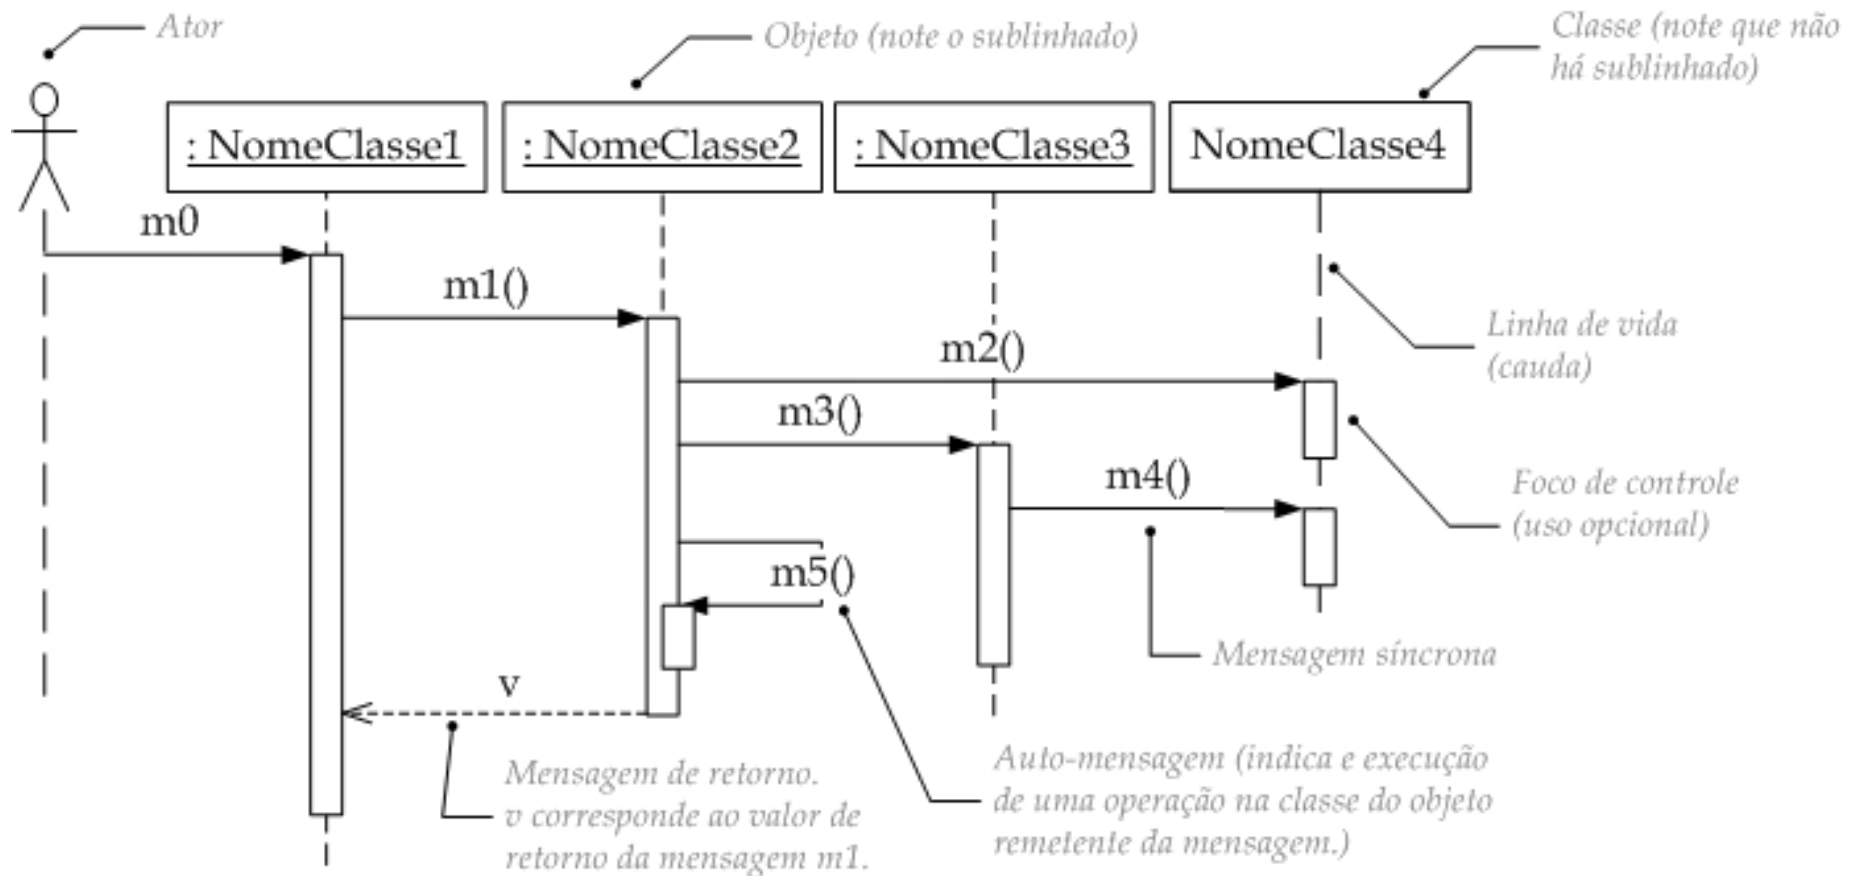 Ator
Objeto (note o sublinhado)
Classe (note que não
há sublinhado)
: NomeClasse1
: NomeClasse2
: NomeClasse3
NomeClasse4
m0
m1()
Linha de vida
(cauda)
m2()
m3()
m4()
Foco de controle
(uso opcional)
m5()
Mensagem síncrona
v
Mensagem de retorno.
v corresponde ao valor de
retorno da mensagem m1.
Auto-mensagem (indica e execução
de uma operação na classe do objeto
remetente da mensagem.)